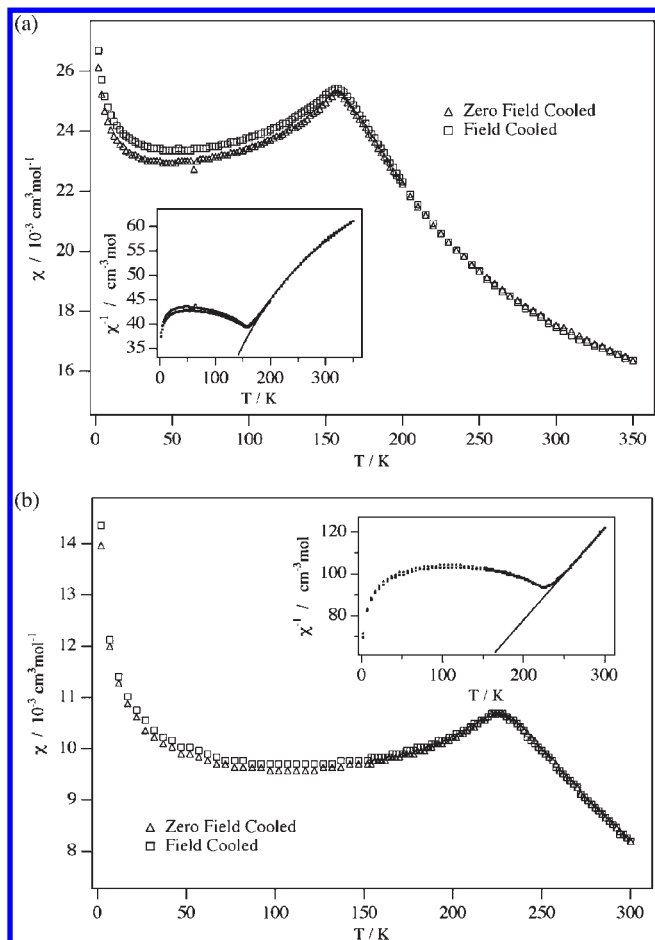 (a)
26
24
22
20
18
16
χ / 10⁻³ cm³mol⁻¹
△ Zero Field Cooled
□ Field Cooled
60
55
50
45
40
35
χ⁻¹ / cm⁻³mol
0 100 200 300
T / K
0 50 100 150 200 250 300 350
T / K
(b)
14
13
12
11
10
9
8
χ / 10⁻³ cm³mol⁻¹
120
100
80
χ⁻¹ / cm⁻³mol
0 50 100 150 200 250 300
T / K
△ Zero Field Cooled
□ Field Cooled
0 50 100 150 200 250 300
T / K